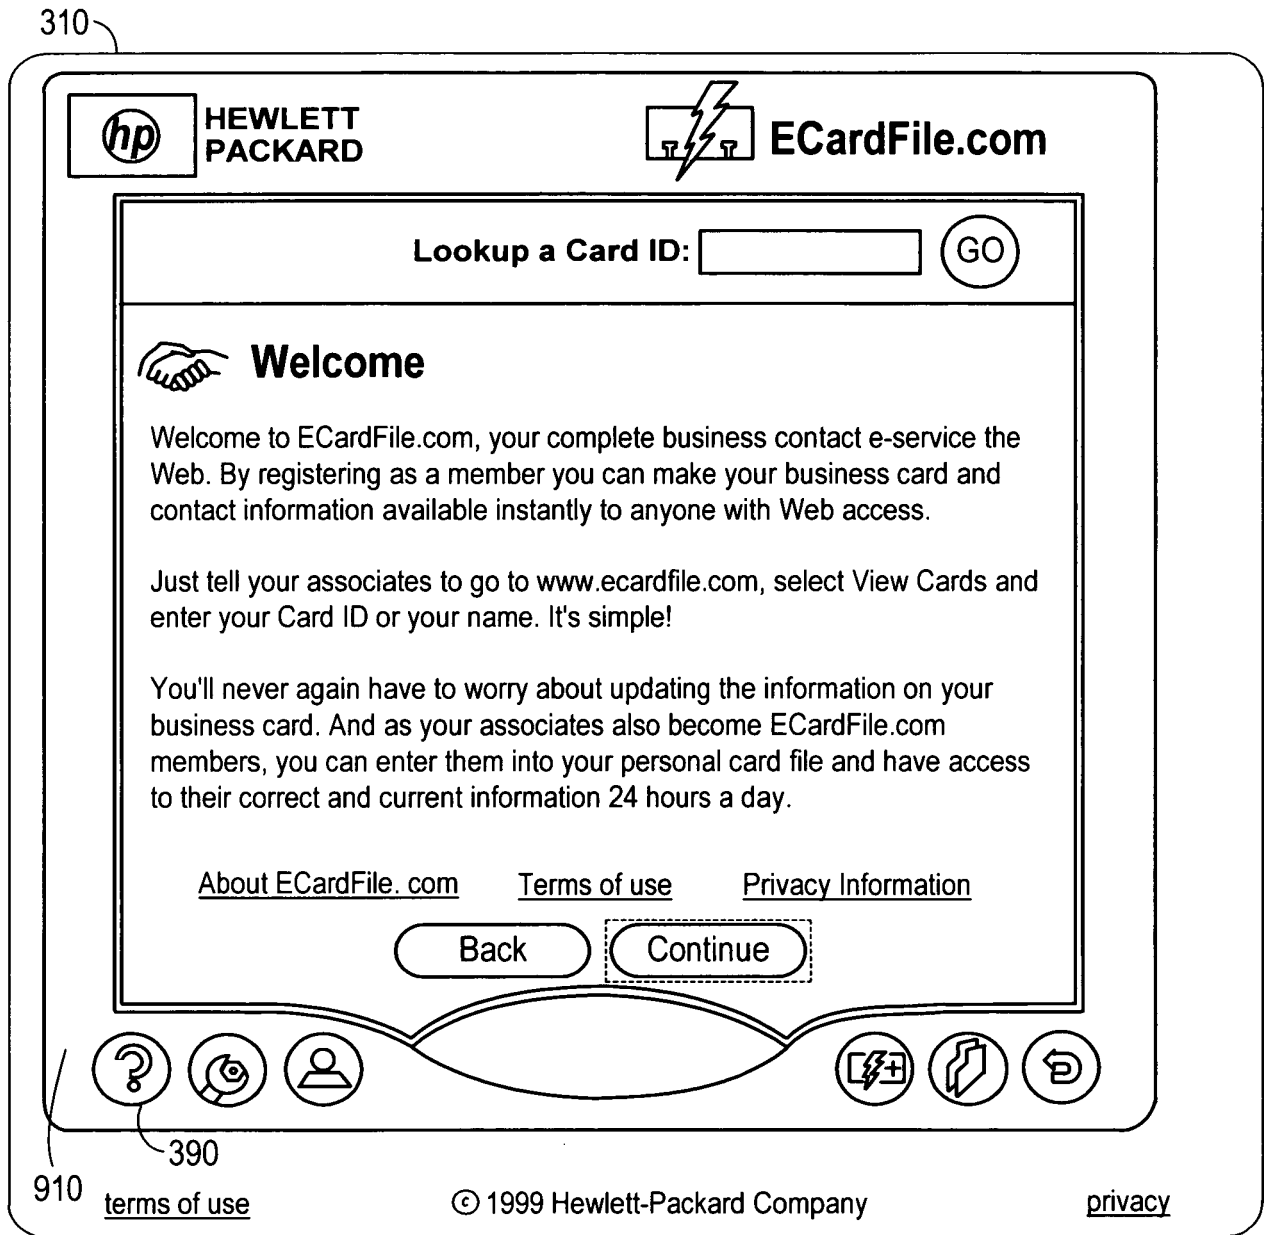 310
hp
HEWLETT
PACKARD
ECardFile.com
Lookup a Card ID:
GO
Welcome
Welcome to ECardFile.com, your complete business contact e-service the
Web. By registering as a member you can make your business card and
contact information available instantly to anyone with Web access.
Just tell your associates to go to www.ecardfile.com, select View Cards and
enter your Card ID or your name. It's simple!
You'll never again have to worry about updating the information on your
business card. And as your associates also become ECardFile.com
members, you can enter them into your personal card file and have access
to their correct and current information 24 hours a day.
About ECardFile. com Terms of use Privacy Information
Back Continue
?
390
910
terms of use © 1999 Hewlett-Packard Company privacy